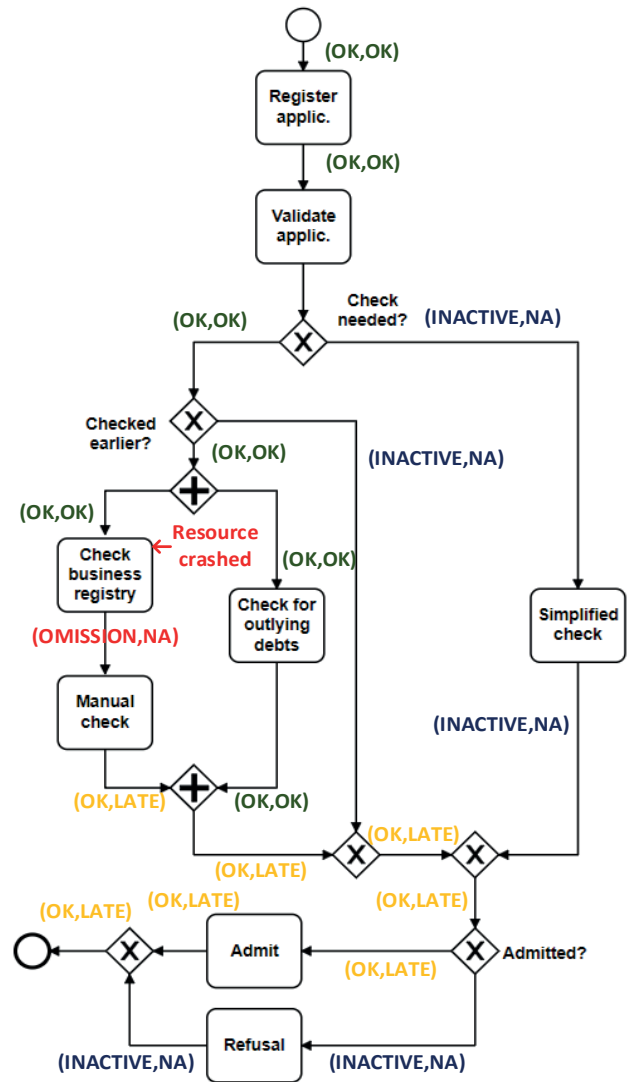 (OK,OK)
Register
applic.
(OK,OK)
Validate
applic.
Check
needed?
(OK,OK)
(INACTIVE,NA)
X
Checked
earlier?
X
(OK,OK)
(INACTIVE,NA)
(OK,OK)
Resource
crashed
(OK,OK)
Check
business
registry
Check for
outlying
debts
Simplified
check
(OMISSION,NA)
Manual
check
(INACTIVE,NA)
(OK,LATE)
(OK,OK)
(OK,LATE)
X
(OK,LATE)
X
(OK,LATE)
(OK,LATE)
(OK,LATE)
X
Admit
(OK,LATE)
X
Admitted?
Refusal
(INACTIVE,NA)
(INACTIVE,NA)